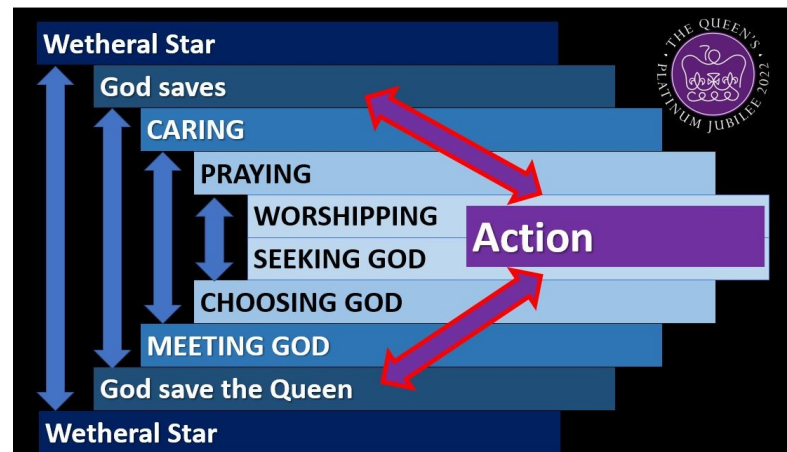 Wetheral Star
God saves
CARING
PRAYING
WORSHIPPING
SEEKING GOD
CHOOSING GOD
MEETING GOD
God save the Queen
Wetheral Star
Action
THE QUEEN'S
PLATINUM JUBILEE 2022
70